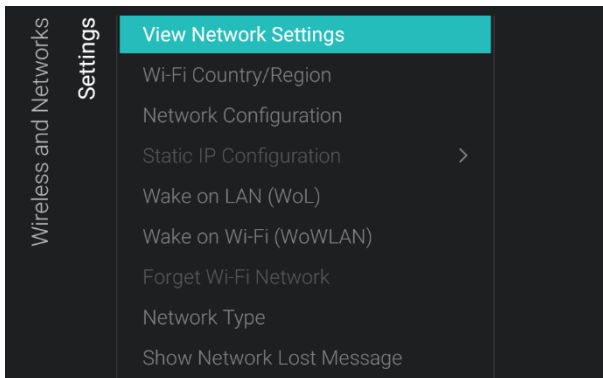 Wireless and Networks
Settings
View Network Settings
Wi-Fi Country/Region
Network Configuration
Static IP Configuration
Wake on LAN (WoL)
Wake on Wi-Fi (WoWLAN)
Forget Wi-Fi Network
Network Type
Show Network Lost Message